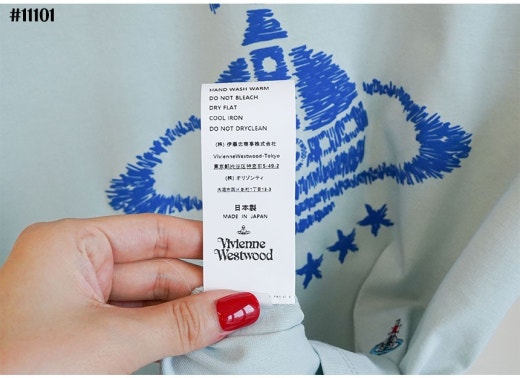 #11101
HAND WASH WARM
DO NOT BLEACH
DRY FLAT
COOL IRON
DO NOT DRYCLEAN
(株) 伊藤忠商事株式会社
VivienneWestwood-Tokyo
(株) オリゾンティ
日本製
MADE IN JAPAN
Vivienne
Westwood